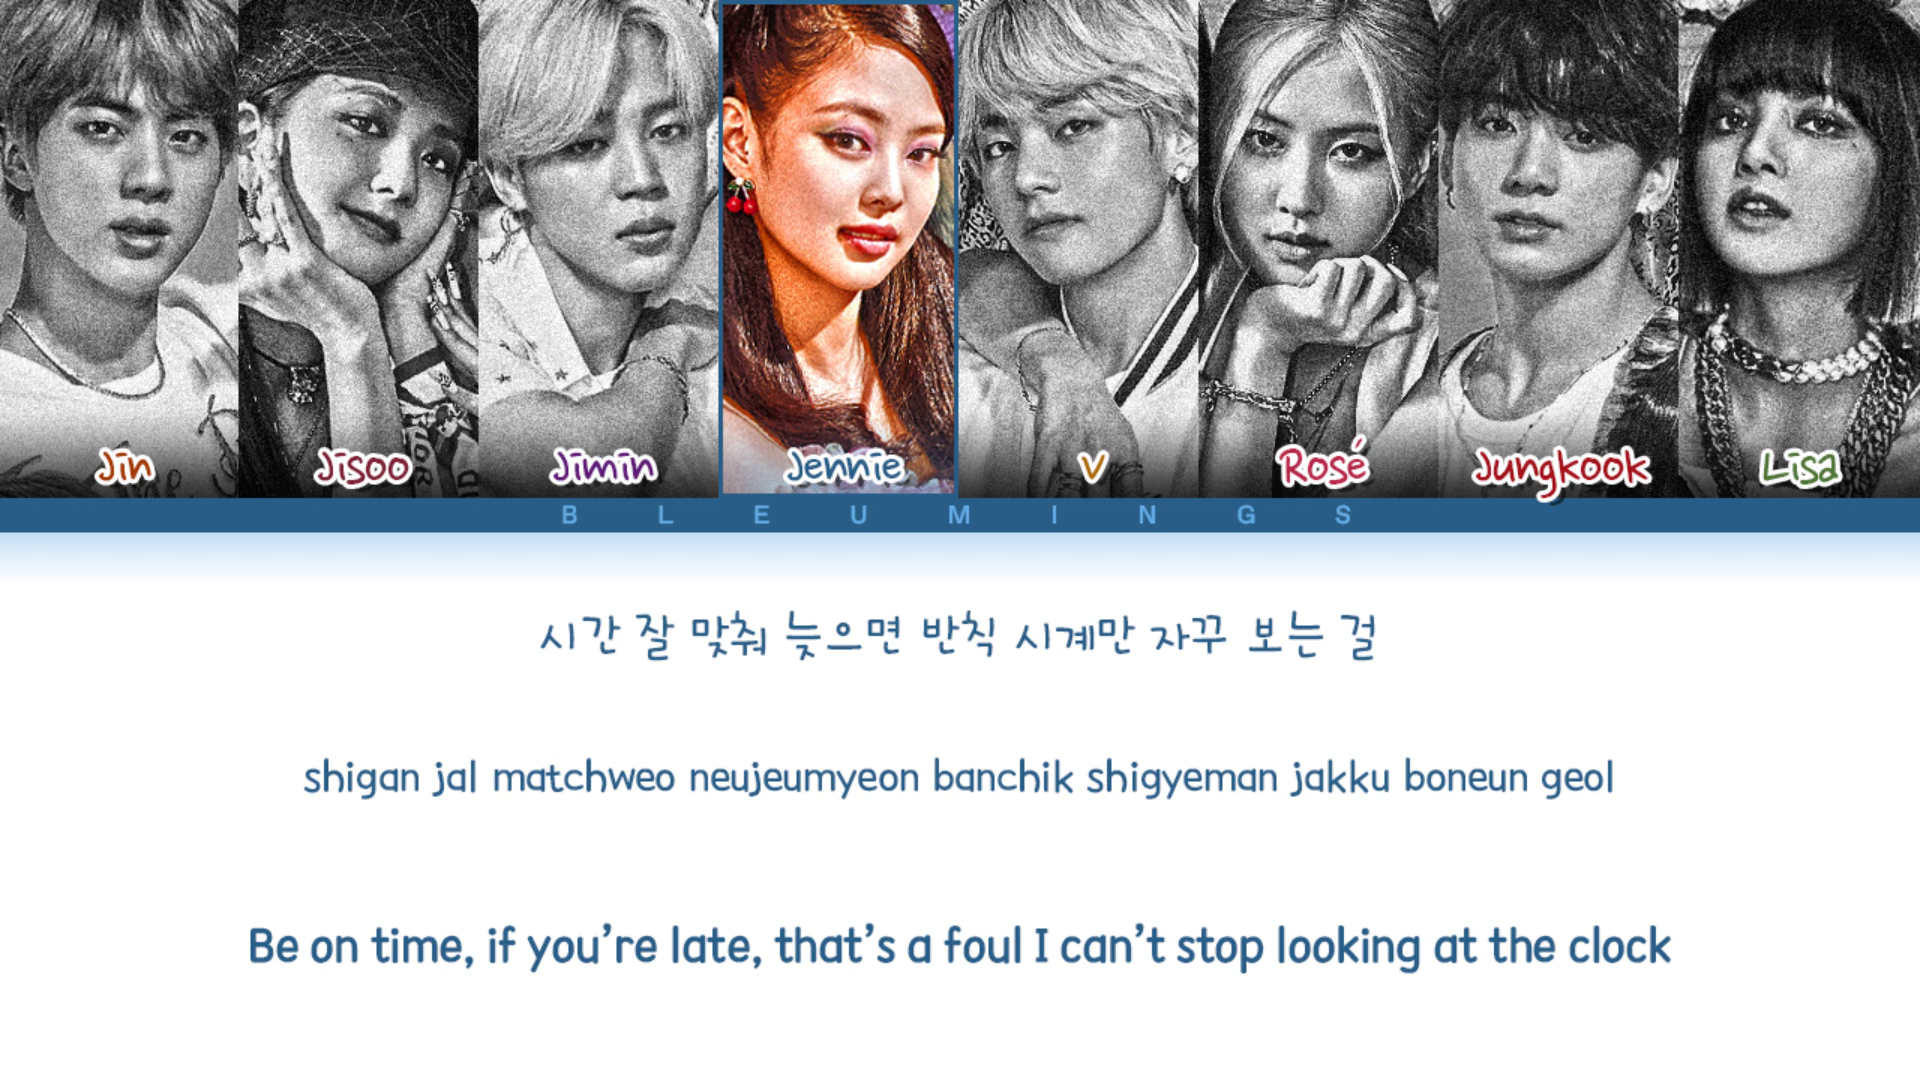 Jin Jisoo Jimin Jennie V Rosé Jungkook Lisa
BLEUMINGS
시간 잘 맞춰 늦으면 반칙 시계만 자꾸 보는 걸
shigan jal matchweo neujeumyeon banchik shigyeman jakku boneun geol
Be on time, if you’re late, that’s a foul I can’t stop looking at the clock